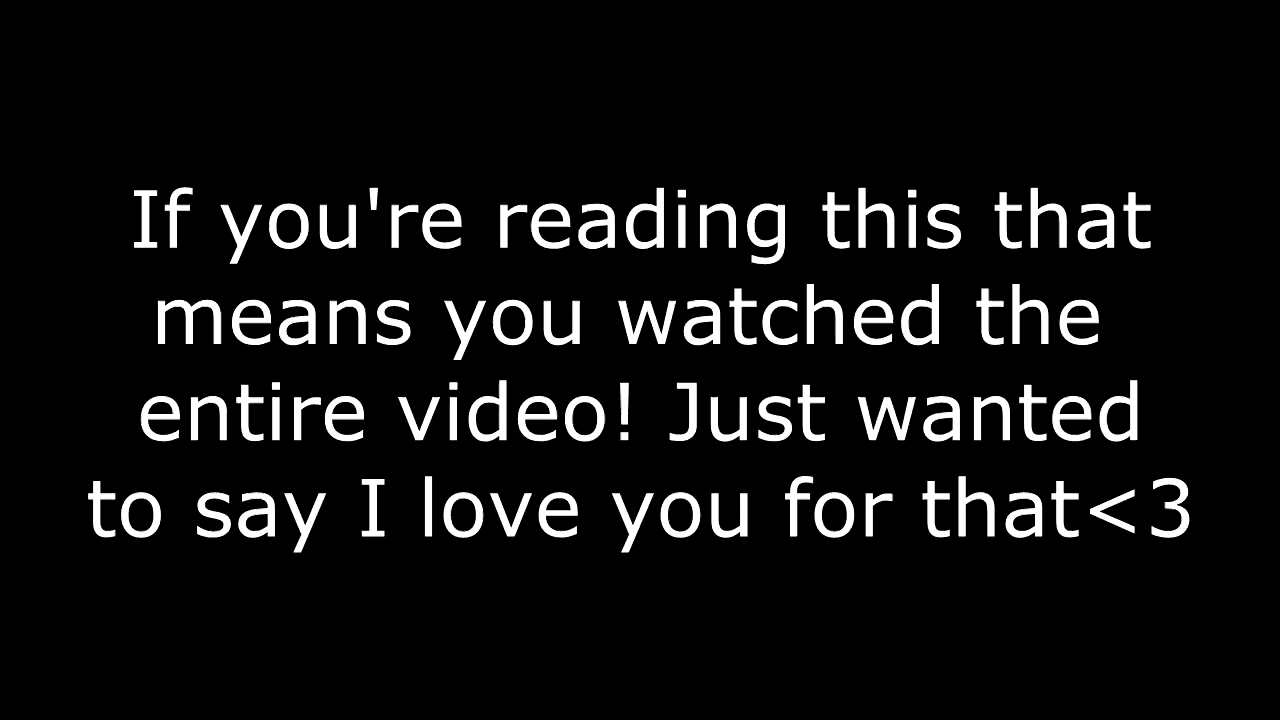 If you're reading this that
means you watched the
entire video! Just wanted
to say I love you for that<3